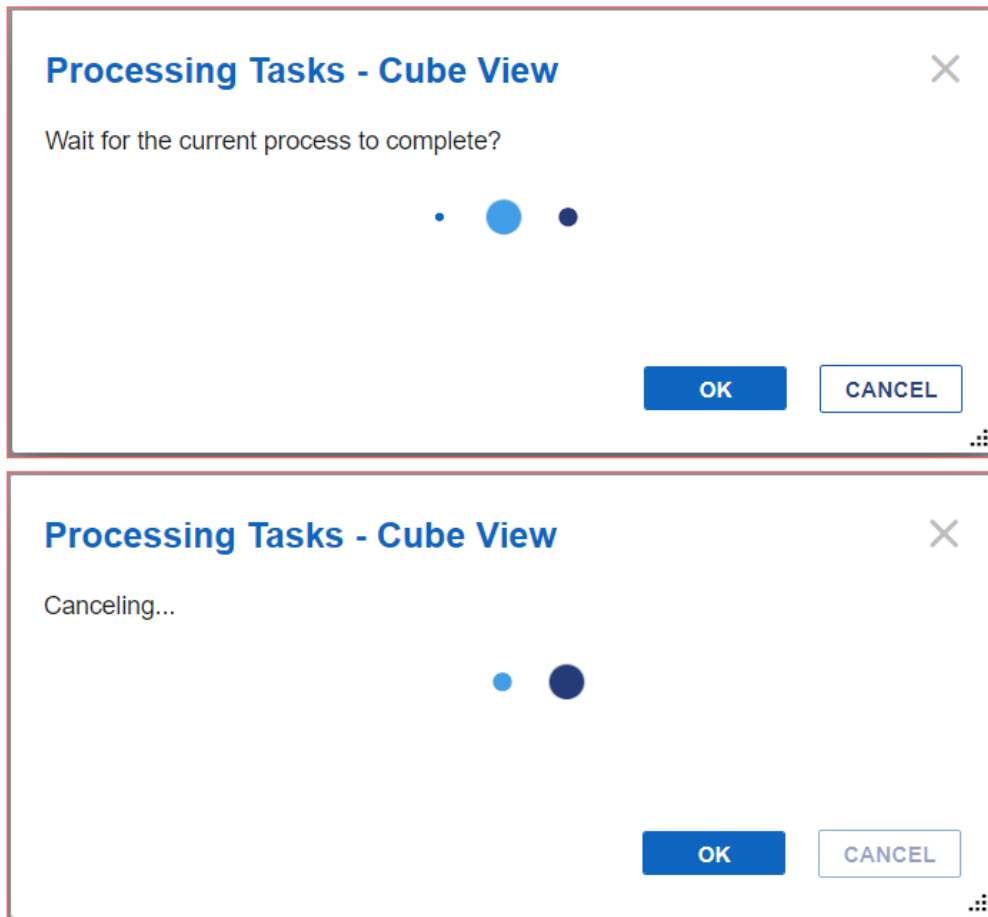 Processing Tasks - Cube View
Wait for the current process to complete?
OK
CANCEL
Processing Tasks - Cube View
Canceling...
OK
CANCEL